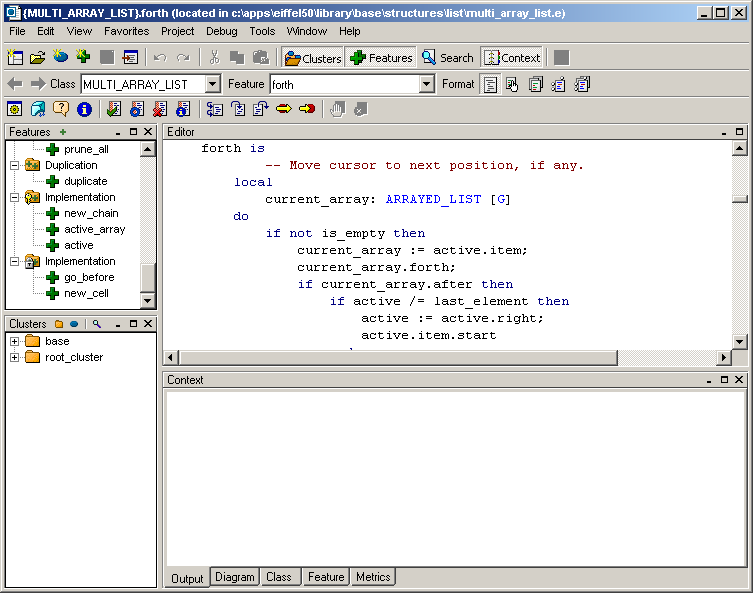 {MULTI_ARRAY_LIST}.forth (located in c:\apps\eiffel50\library\base\structures\list\multi_array_list.e)
File Edit View Favorites Project Debug Tools Window Help
Clusters Features Search Context
Class MULTI_ARRAY_LIST Feature forth Format
Features
prune_all
Duplication
duplicate
Implementation
new_chain
active_array
active
Implementation
go_before
new_cell
Clusters
base
root_cluster
Editor
forth is
-- Move cursor to next position, if any.
local
current_array: ARRAYED_LIST [G]
do
if not is_empty then
current_array := active.item;
current_array.forth;
if current_array.after then
if active /= last_element then
active := active.right;
active.item.start
Context
Output Diagram Class Feature Metrics